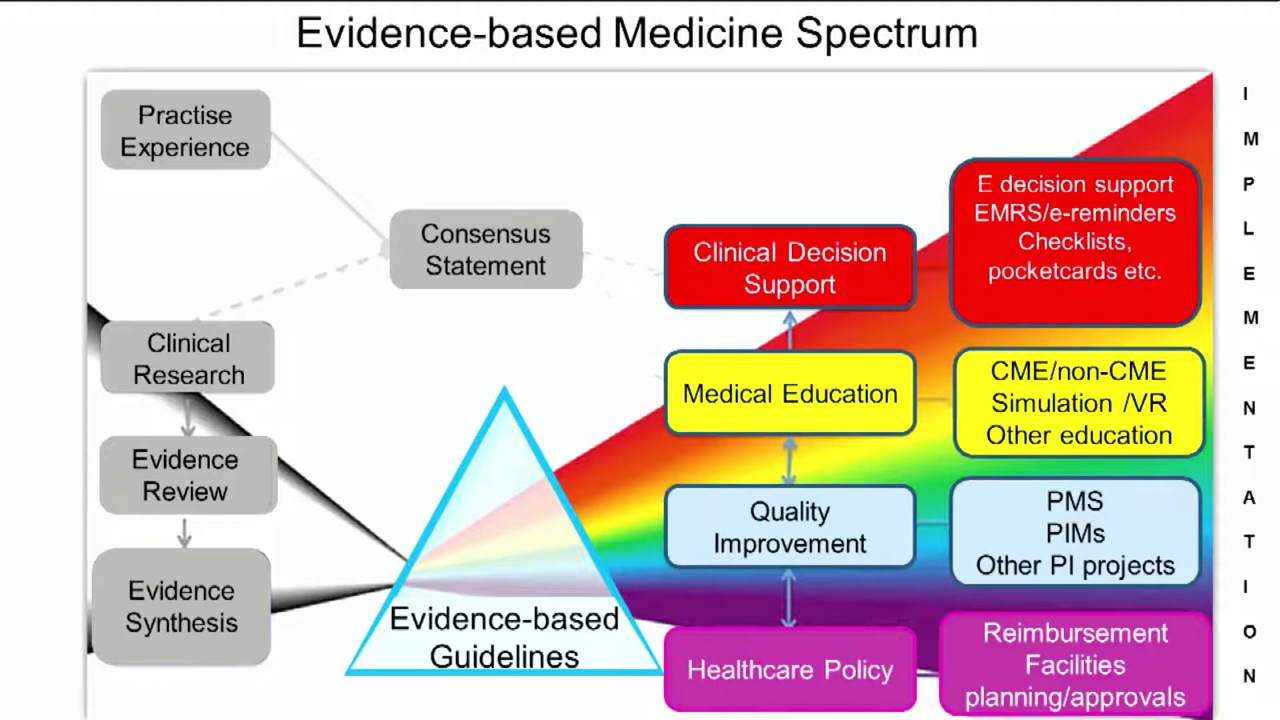 Evidence-based Medicine Spectrum
Practise
Experience
Consensus
Statement
Clinical
Research
Evidence
Review
Evidence
Synthesis
Evidence-based
Guidelines
Clinical Decision
Support
E decision support
EMRS/e-reminders
Checklists,
pocketcards etc.
Medical Education
CME/non-CME
Simulation /VR
Other education
Quality
Improvement
PMS
PIMs
Other PI projects
Healthcare Policy
Reimbursement
Facilities
planning/approvals
IMPLEMENTATION